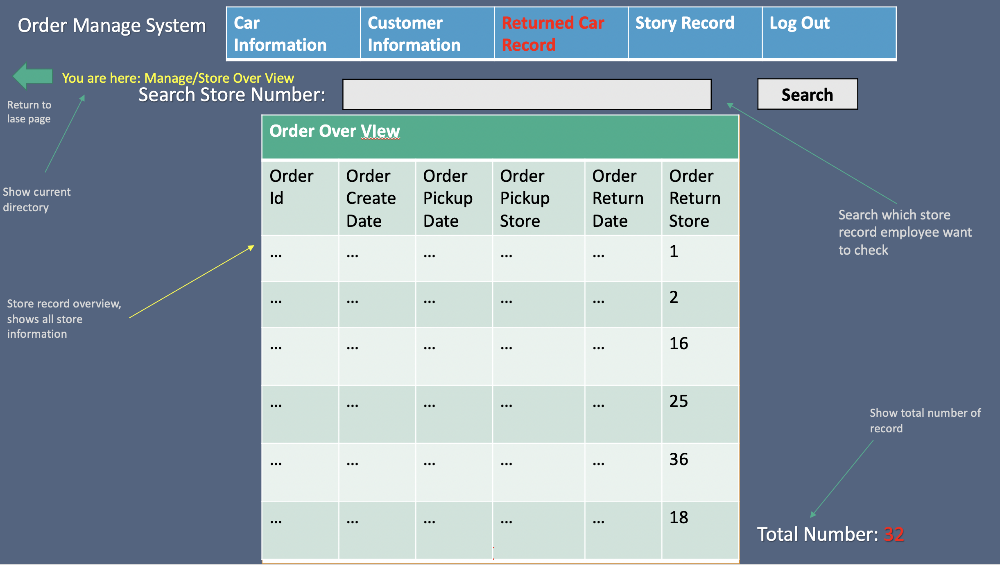 Order Manage System
Car
Information
Customer
Information
Returned Car
Record
Story Record
Log Out
You are here: Manage/Store Over View
Search Store Number:
Search
Return to
lase page
Order Over VIew
Order
Id
Order
Create
Date
Order
Pickup
Date
Order
Pickup
Store
Order
Return
Date
Order
Return
Store
Show current
directory
Search which store
record employee want
to check
... ... ... ... ... 1
... ... ... ... ... 2
Store record overview,
shows all store
information
... ... ... ... ... 16
... ... ... ... ... 25
... ... ... ... ... 36
... ... ... ... ... 18
Show total number of
record
Total Number: 32